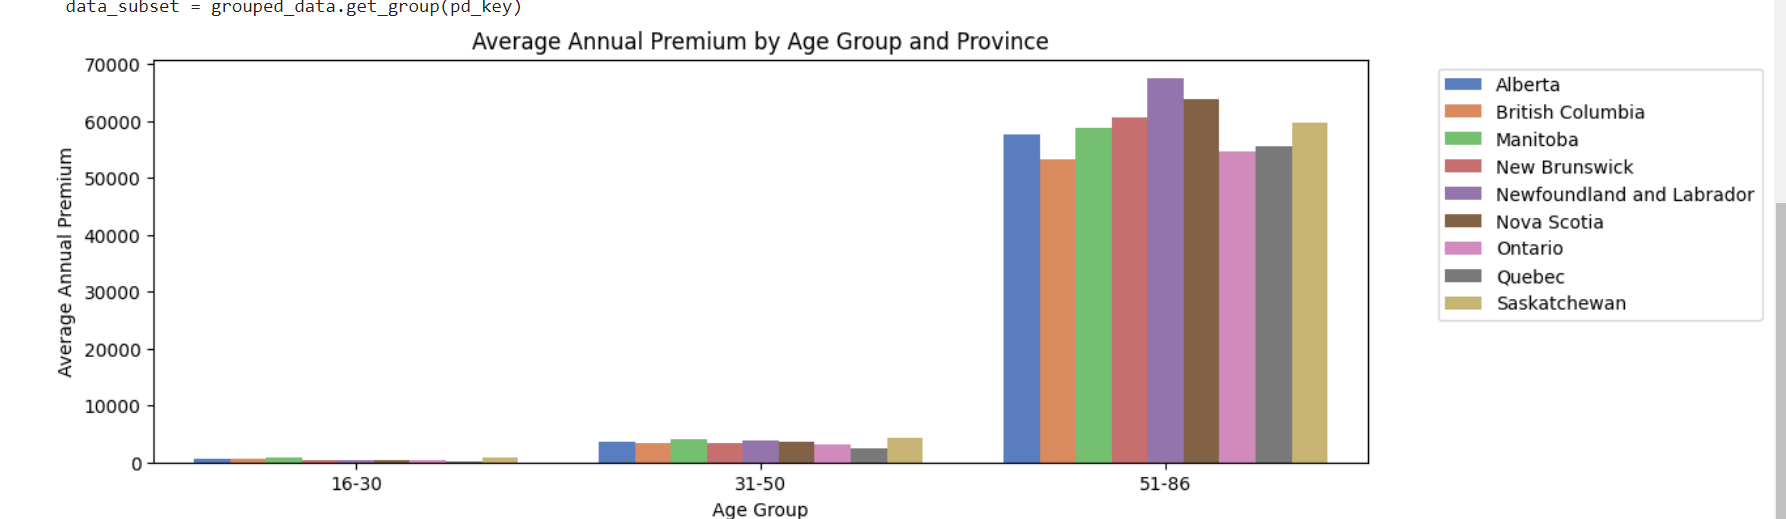 data_subset = grouped_data.get_group(pd_key)
Average Annual Premium by Age Group and Province
Average Annual Premium
70000
60000
50000
40000
30000
20000
10000
0
16-30
31-50
51-86
Age Group
Alberta
British Columbia
Manitoba
New Brunswick
Newfoundland and Labrador
Nova Scotia
Ontario
Quebec
Saskatchewan